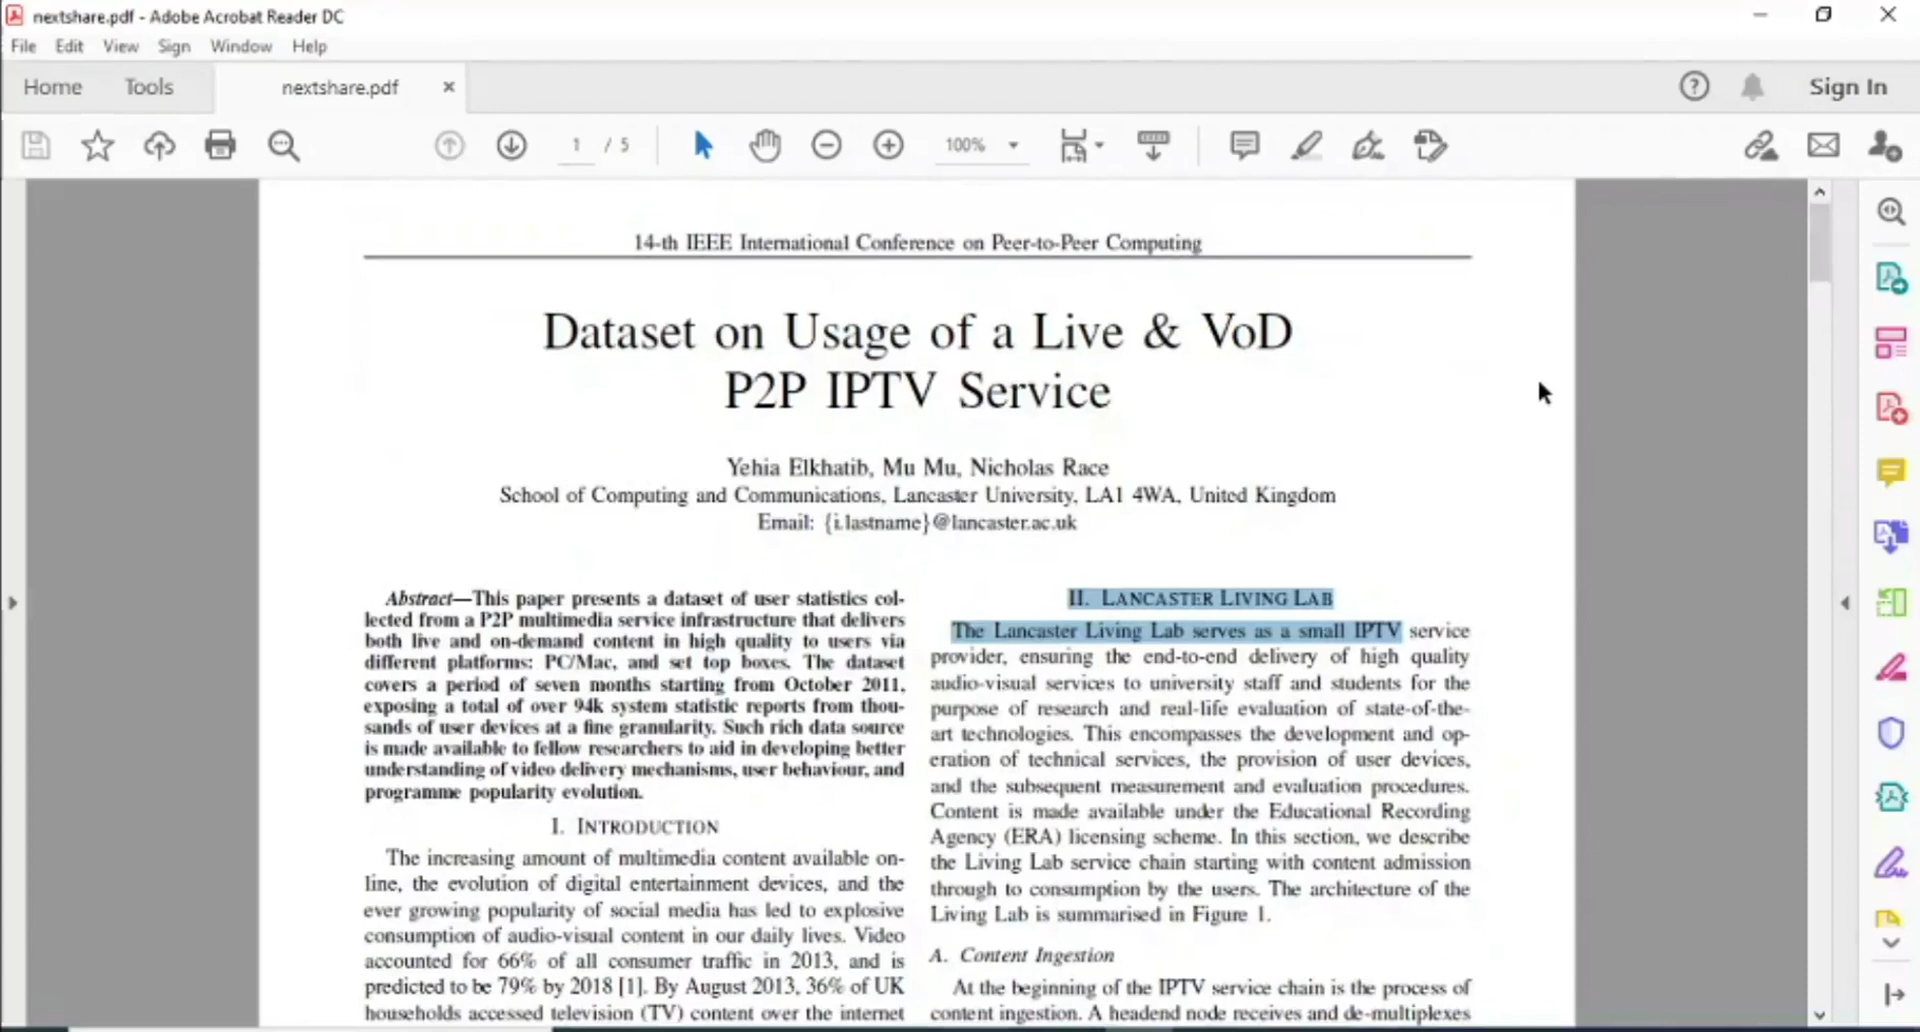 nextshare.pdf - Adobe Acrobat Reader DC
File Edit View Sign Window Help
Home Tools nextshare.pdf Sign In
1 / 5 100%
14-th IEEE International Conference on Peer-to-Peer Computing
Dataset on Usage of a Live & VoD
P2P IPTV Service
Yehia Elkhatib, Mu Mu, Nicholas Race
School of Computing and Communications, Lancaster University, LA1 4WA, United Kingdom
Email: {i.lastname}@lancaster.ac.uk
Abstract—This paper presents a dataset of user statistics col-
lected from a P2P multimedia service infrastructure that delivers
both live and on-demand content in high quality to users via
different platforms: PC/Mac, and set top boxes. The dataset
covers a period of seven months starting from October 2011,
exposing a total of over 94k system statistic reports from thou-
sands of user devices at a fine granularity. Such rich data source
is made available to fellow researchers to aid in developing better
understanding of video delivery mechanisms, user behaviour, and
programme popularity evolution.
I. INTRODUCTION
The increasing amount of multimedia content available on-
line, the evolution of digital entertainment devices, and the
ever growing popularity of social media has led to explosive
consumption of audio-visual content in our daily lives. Video
accounted for 66% of all consumer traffic in 2013, and is
predicted to be 79% by 2018 [1]. By August 2013, 36% of UK
households accessed television (TV) content over the internet
II. LANCASTER LIVING LAB
The Lancaster Living Lab serves as a small IPTV service
provider, ensuring the end-to-end delivery of high quality
audio-visual services to university staff and students for the
purpose of research and real-life evaluation of state-of-the-
art technologies. This encompasses the development and op-
eration of technical services, the provision of user devices,
and the subsequent measurement and evaluation procedures.
Content is made available under the Educational Recording
Agency (ERA) licensing scheme. In this section, we describe
the Living Lab service chain starting with content admission
through to consumption by the users. The architecture of the
Living Lab is summarised in Figure 1.
A. Content Ingestion
At the beginning of the IPTV service chain is the process of
content ingestion. A headend node receives and de-multiplexes